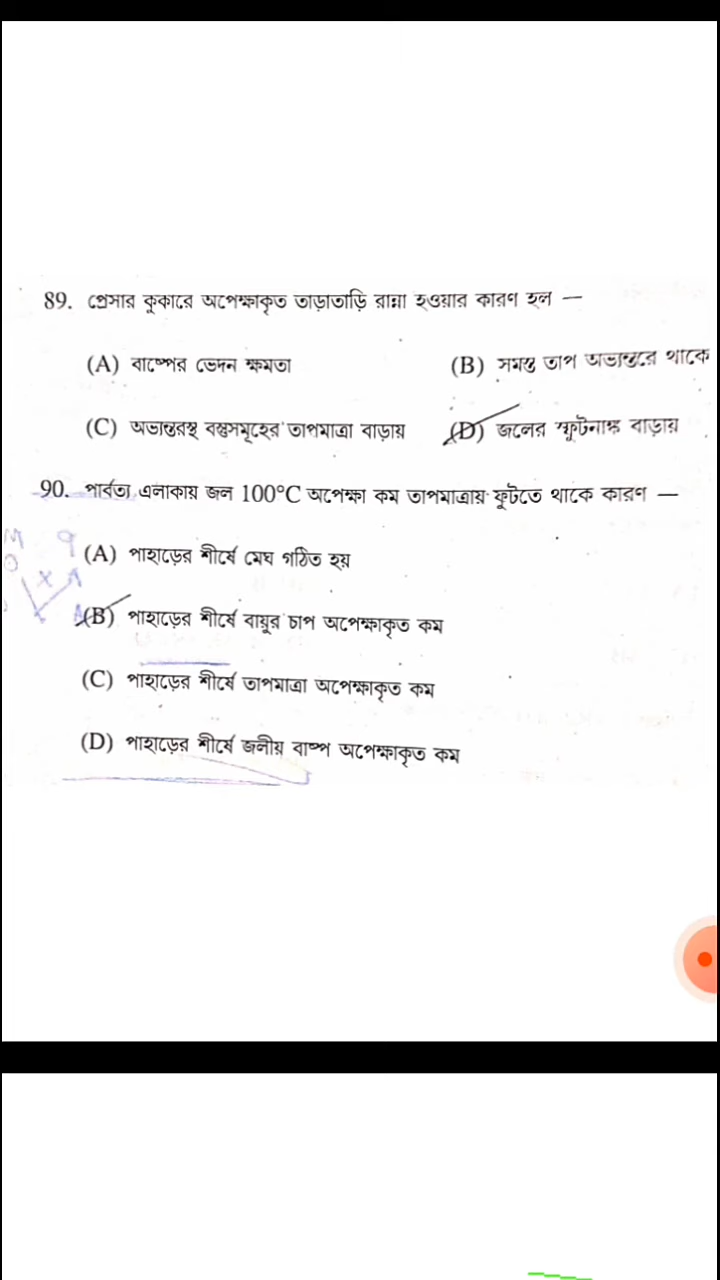 89. প্রেসার কুকারে অপেক্ষাকৃত তাড়াতাড়ি রান্না হওয়ার কারণ হল —
(A) বাষ্পের ভেদন ক্ষমতা (B) সমস্ত তাপ অভ্যন্তরে থাকে
(C) অভ্যন্তরস্থ বস্তুসমূহের তাপমাত্রা বাড়ায় (D) জলের স্ফুটনাঙ্ক বাড়ায়
90. পার্বত্য এলাকায় জল 100°C অপেক্ষা কম তাপমাত্রায় ফুটতে থাকে কারণ —
(A) পাহাড়ের শীর্ষে মেঘ গঠিত হয়
(B) পাহাড়ের শীর্ষে বায়ুর চাপ অপেক্ষাকৃত কম
(C) পাহাড়ের শীর্ষে তাপমাত্রা অপেক্ষাকৃত কম
(D) পাহাড়ের শীর্ষে জলীয় বাষ্প অপেক্ষাকৃত কম